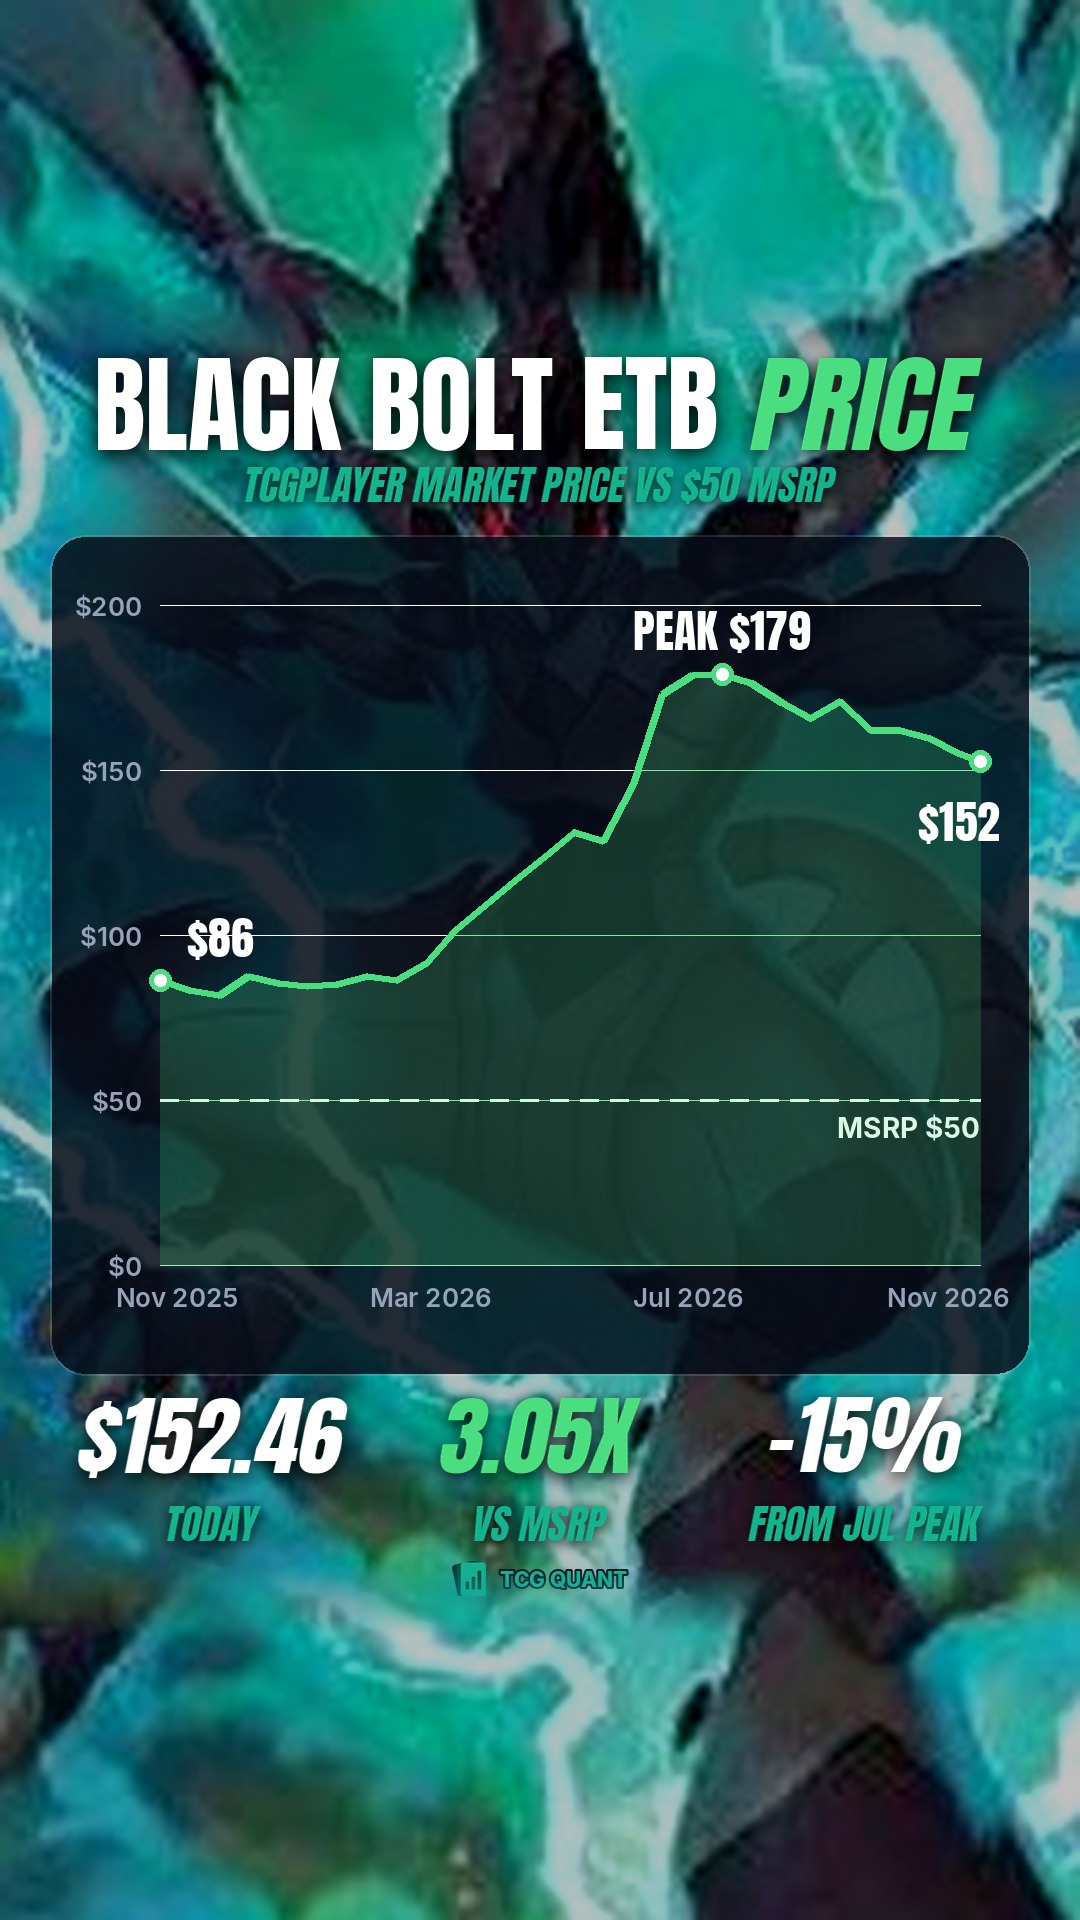 BLACK BOLT ETB PRICE
TCGPLAYER MARKET PRICE VS $50 MSRP
$200
PEAK $179
$150
$152
$100
$86
$50
MSRP $50
$0
Nov 2025 Mar 2026 Jul 2026 Nov 2026
$152.46 3.05X -15%
TODAY VS MSRP FROM JUL PEAK
TCG QUANT